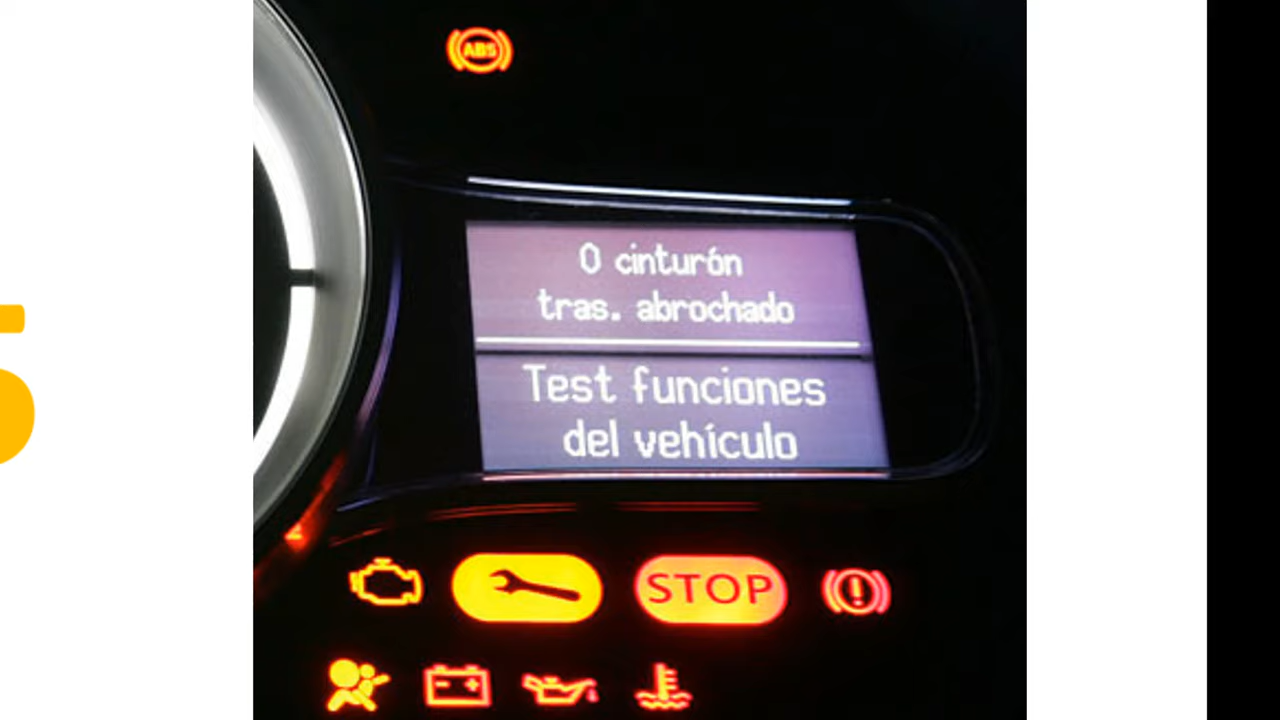 ABS
0 cinturón
tras. abrochado
Test funciones
del vehículo
STOP